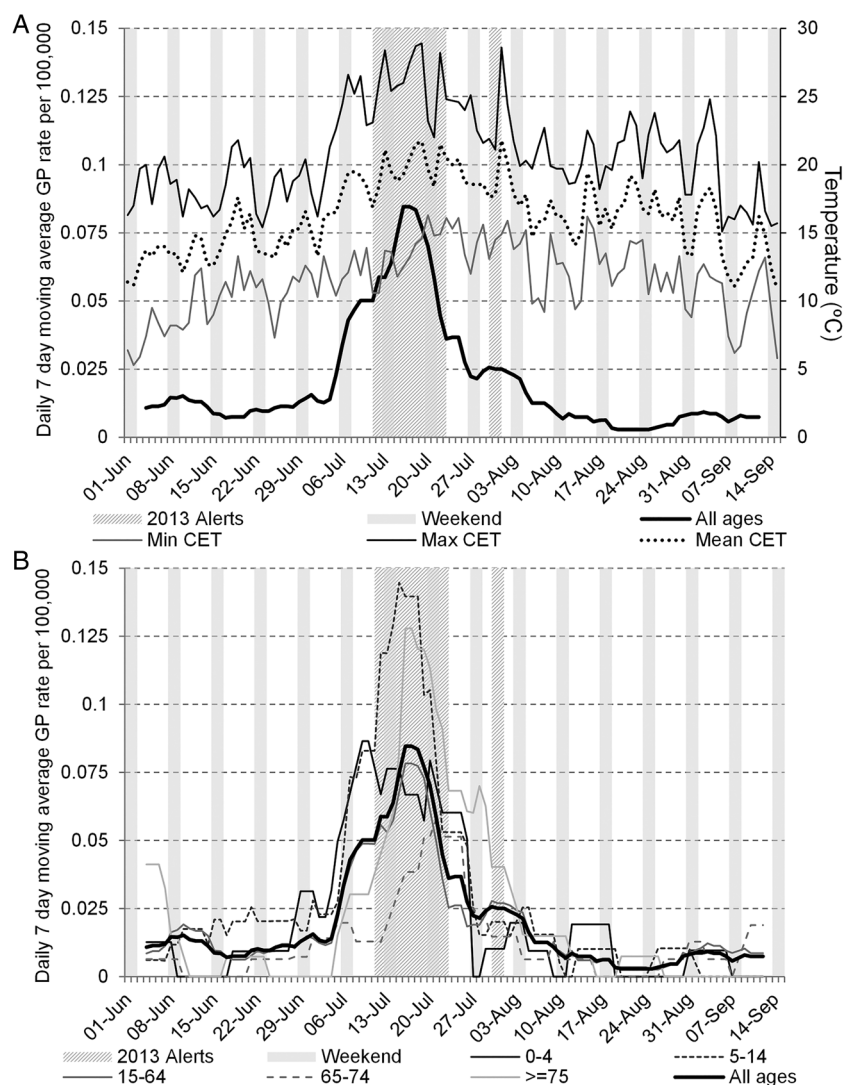 A
Daily 7 day moving average GP rate per 100,000
0.15
0.125
0.1
0.075
0.05
0.025
0
30
25
20
15
10
5
0
Temperature (ºC)
01-Jun 08-Jun 15-Jun 22-Jun 29-Jun 06-Jul 13-Jul 20-Jul 27-Jul 03-Aug 10-Aug 17-Aug 24-Aug 31-Aug 07-Sep 14-Sep
2013 Alerts Weekend All ages
Min CET Max CET Mean CET
B
Daily 7 day moving average GP rate per 100,000
0.15
0.125
0.1
0.075
0.05
0.025
0
01-Jun 08-Jun 15-Jun 22-Jun 29-Jun 06-Jul 13-Jul 20-Jul 27-Jul 03-Aug 10-Aug 17-Aug 24-Aug 31-Aug 07-Sep 14-Sep
2013 Alerts Weekend 0-4 5-14
15-64 65-74 >=75 All ages